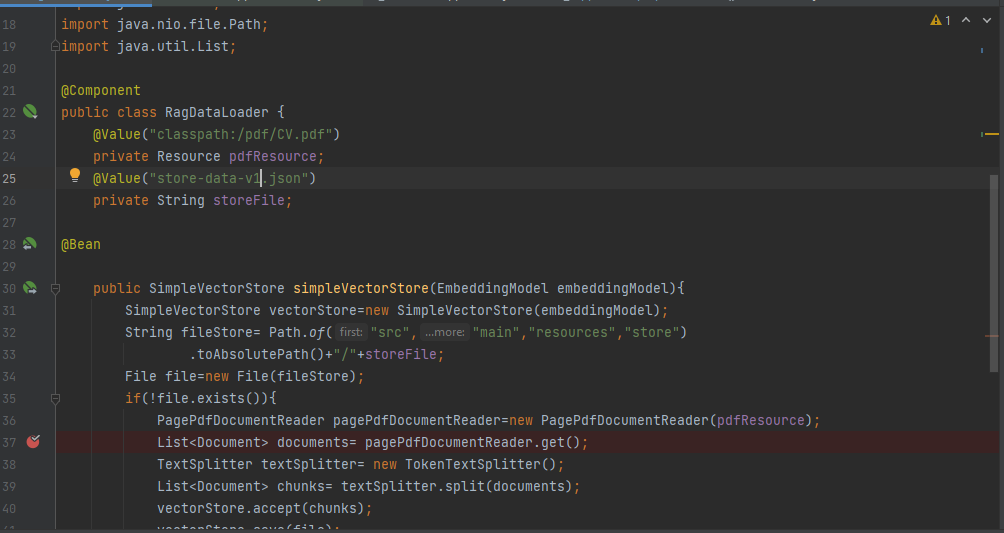 1
18 import java.nio.file.Path;
19 import java.util.List;
20
21 @Component
22 public class RagDataLoader {
23 @Value("classpath:/pdf/CV.pdf")
24 private Resource pdfResource;
25 @Value("store-data-v1.json")
26 private String storeFile;
27
28 @Bean
29
30 public SimpleVectorStore simpleVectorStore(EmbeddingModel embeddingModel){
31 SimpleVectorStore vectorStore=new SimpleVectorStore(embeddingModel);
32 String fileStore= Path.of( first: "src", ...more: "main","resources","store")
33 .toAbsolutePath()+"/"+storeFile;
34 File file=new File(fileStore);
35 if(!file.exists()){
36 PagePdfDocumentReader pagePdfDocumentReader=new PagePdfDocumentReader(pdfResource);
37 List<Document> documents= pagePdfDocumentReader.get();
38 TextSplitter textSplitter= new TokenTextSplitter();
39 List<Document> chunks= textSplitter.split(documents);
40 vectorStore.accept(chunks);
41 vectorStore.save(file);